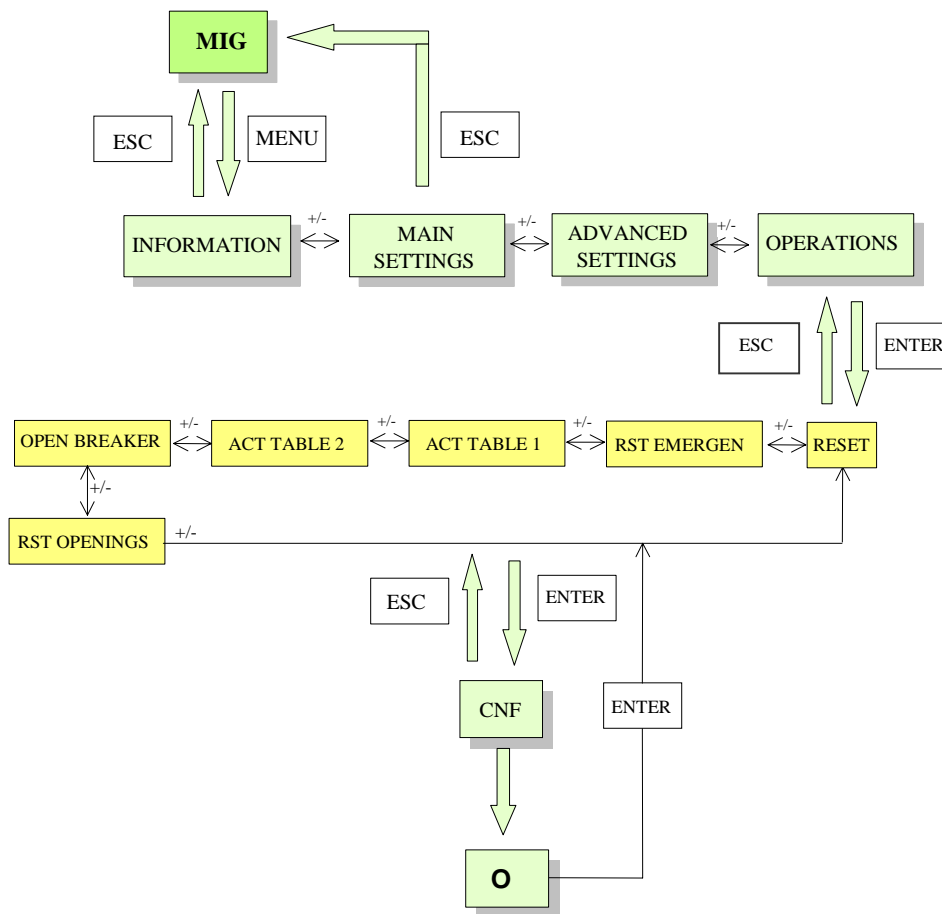 MIG
ESC
MENU
ESC
INFORMATION
+/-
MAIN
SETTINGS
+/-
ADVANCED
SETTINGS
+/-
OPERATIONS
ESC
ENTER
OPEN BREAKER
+/-
ACT TABLE 2
+/-
ACT TABLE 1
+/-
RST EMERGEN
+/-
RESET
+/-
RST OPENINGS
+/-
ESC
ENTER
CNF
ENTER
O